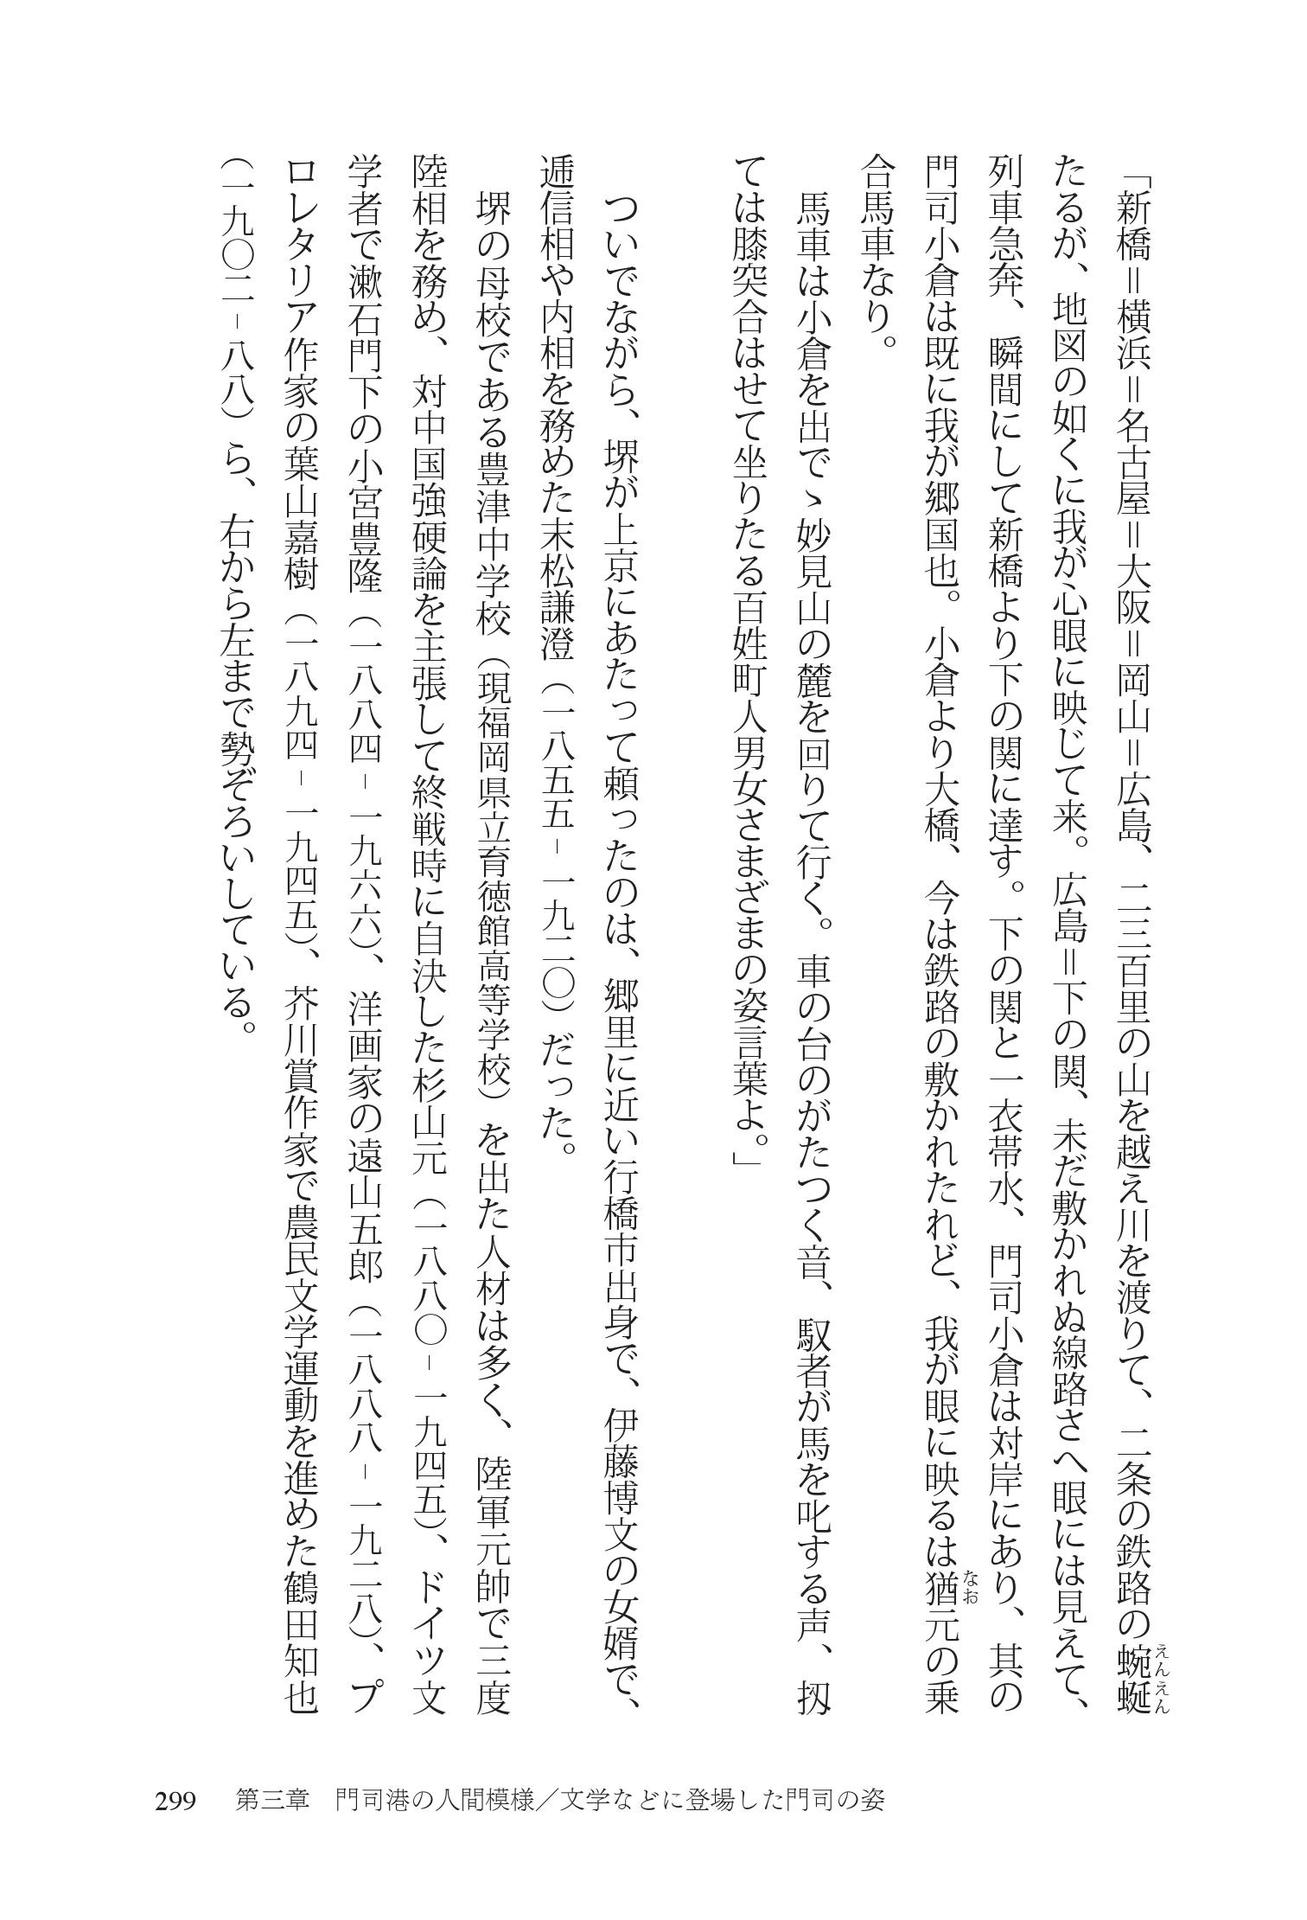 「新橋＝横浜＝名古屋＝大阪＝岡山＝広島、二三百里の山を越え川を渡りて、二条の鉄路の蜿蜒
えんえん
たるが、地図の如くに我が心眼に映じて来。広島＝下の関、未だ敷かれぬ線路さへ眼には見えて、
列車急奔、瞬間にして新橋より下の関に達す。下の関と一衣帯水、門司小倉は対岸にあり、其の
門司小倉は既に我が郷国也。小倉より大橋、今は鉄路の敷かれたれど、我が眼に映るは猶元の乗
なお
合馬車なり。
馬車は小倉を出でゝ妙見山の麓を回りて行く。車の台のがたつく音、馭者が馬を叱する声、扨
ては膝突合はせて坐りたる百姓町人男女さまざまの姿言葉よ。」
ついでながら、堺が上京にあたって頼ったのは、郷里に近い行橋市出身で、伊藤博文の女婿で、
逓信相や内相を務めた末松謙澄（一八五五－一九二〇）だった。
堺の母校である豊津中学校（現福岡県立育徳館高等学校）を出た人材は多く、陸軍元帥で三度
陸相を務め、対中国強硬論を主張して終戦時に自決した杉山元（一八八〇－一九四五）、ドイツ文
学者で漱石門下の小宮豊隆（一八八四－一九六六）、洋画家の遠山五郎（一八八八－一九二八）、プ
ロレタリア作家の葉山嘉樹（一八九四－一九四五）、芥川賞作家で農民文学運動を進めた鶴田知也
（一九〇二－八八）ら、右から左まで勢ぞろいしている。
299　第三章　門司港の人間模様／文学などに登場した門司の姿